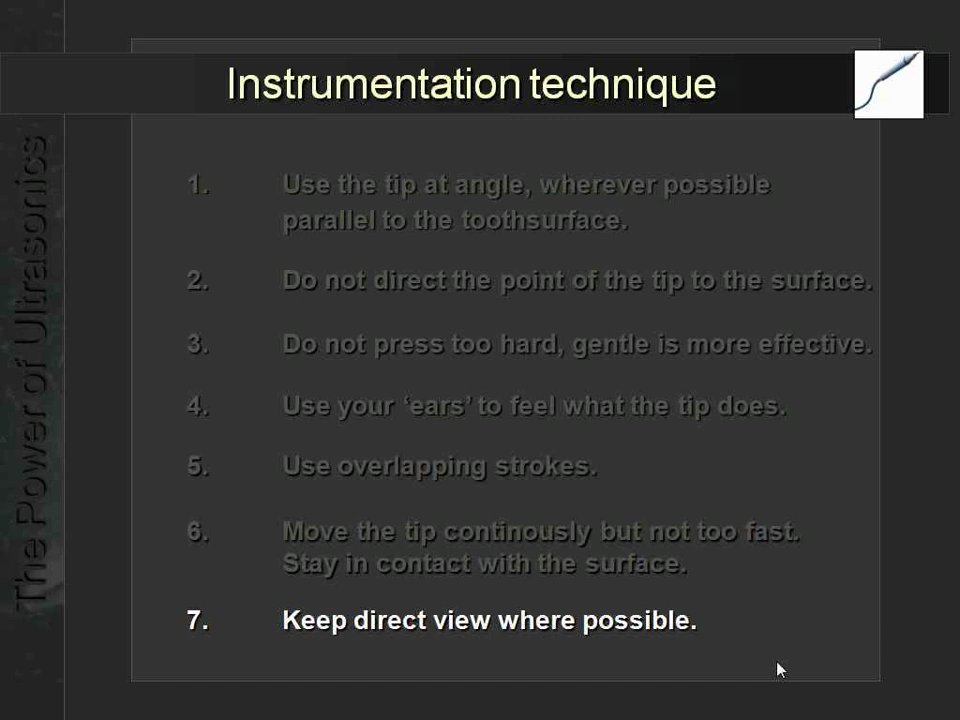 Instrumentation technique
The Power of Ultrasonics
1. Use the tip at angle, wherever possible
parallel to the toothsurface.
2. Do not direct the point of the tip to the surface.
3. Do not press too hard, gentle is more effective.
4. Use your ‘ears’ to feel what the tip does.
5. Use overlapping strokes.
6. Move the tip continously but not too fast.
Stay in contact with the surface.
7. Keep direct view where possible.